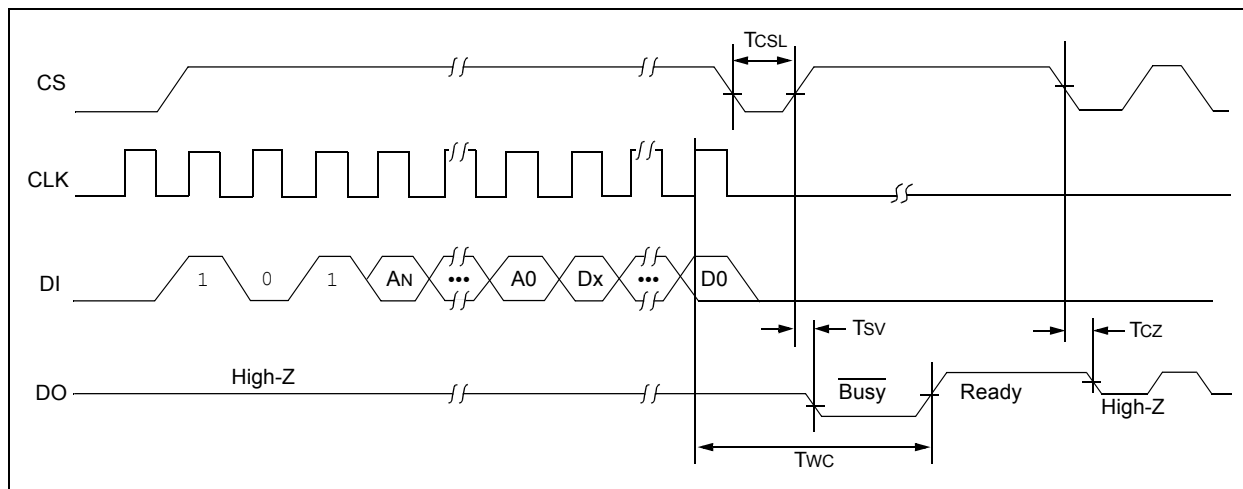 TCSL
CS
CLK
DI
1 0 1 AN ••• A0 Dx ••• D0
TSV
TCZ
DO
High-Z
Busy
Ready
High-Z
TWC